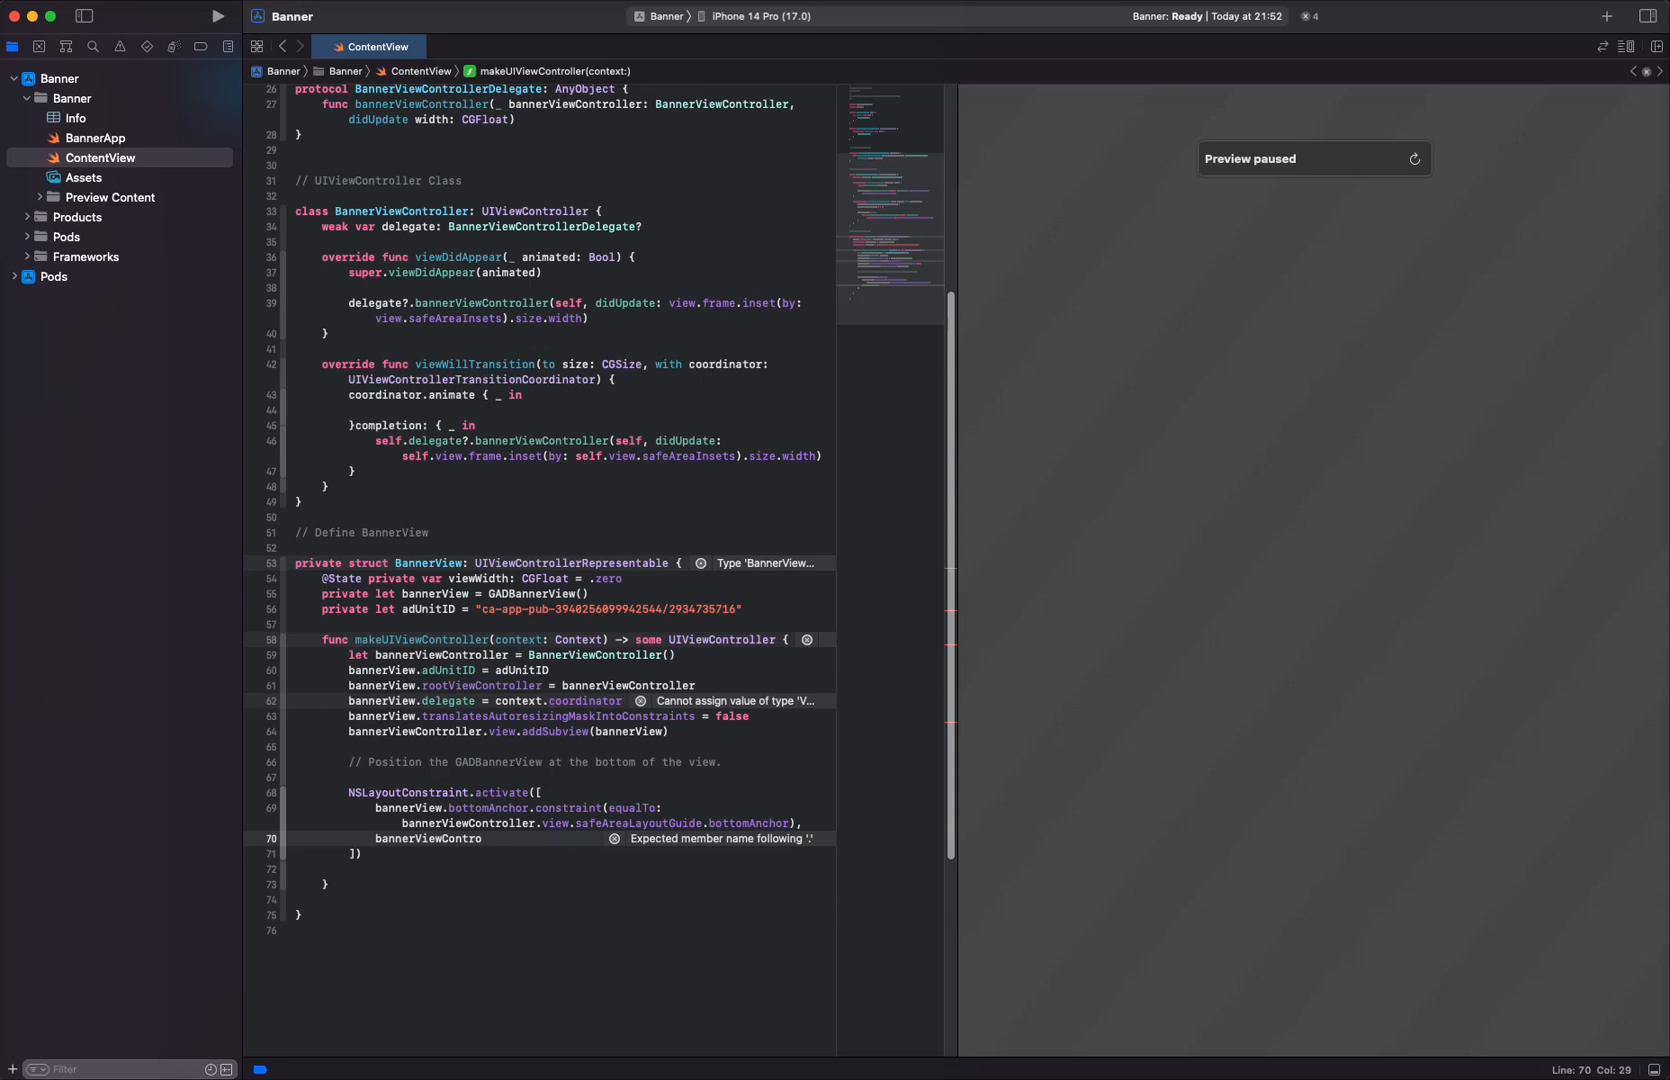 Banner
Banner 〉 iPhone 14 Pro (17.0)
Banner: Ready | Today at 21:52
4
ContentView
Banner 〉 Banner 〉 ContentView 〉 makeUIViewController(context:)
Banner
Banner
Info
BannerApp
ContentView
Assets
Preview Content
Products
Pods
Frameworks
Pods
26 protocol BannerViewControllerDelegate: AnyObject {
27 func bannerViewController(_ bannerViewController: BannerViewController,
didUpdate width: CGFloat)
28 }
29
30
31 // UIViewController Class
32
33 class BannerViewController: UIViewController {
34 weak var delegate: BannerViewControllerDelegate?
35
36 override func viewDidAppear(_ animated: Bool) {
37 super.viewDidAppear(animated)
38
39 delegate?.bannerViewController(self, didUpdate: view.frame.inset(by:
view.safeAreaInsets).size.width)
40 }
41
42 override func viewWillTransition(to size: CGSize, with coordinator:
UIViewControllerTransitionCoordinator) {
43 coordinator.animate { _ in
44
45 }completion: { _ in
46 self.delegate?.bannerViewController(self, didUpdate:
self.view.frame.inset(by: self.view.safeAreaInsets).size.width)
47 }
48 }
49 }
50
51 // Define BannerView
52
53 private struct BannerView: UIViewControllerRepresentable { Type 'BannerView...
54 @State private var viewWidth: CGFloat = .zero
55 private let bannerView = GADBannerView()
56 private let adUnitID = "ca-app-pub-3940256099942544/2934735716"
57
58 func makeUIViewController(context: Context) -> some UIViewController {
59 let bannerViewController = BannerViewController()
60 bannerView.adUnitID = adUnitID
61 bannerView.rootViewController = bannerViewController
62 bannerView.delegate = context.coordinator Cannot assign value of type 'V...
63 bannerView.translatesAutoresizingMaskIntoConstraints = false
64 bannerViewController.view.addSubview(bannerView)
65
66 // Position the GADBannerView at the bottom of the view.
67
68 NSLayoutConstraint.activate([
69 bannerView.bottomAnchor.constraint(equalTo:
bannerViewController.view.safeAreaLayoutGuide.bottomAnchor),
70 bannerViewContro Expected member name following '.'
71 ])
72
73 }
74
75 }
76
Preview paused
Filter
Line: 70 Col: 29